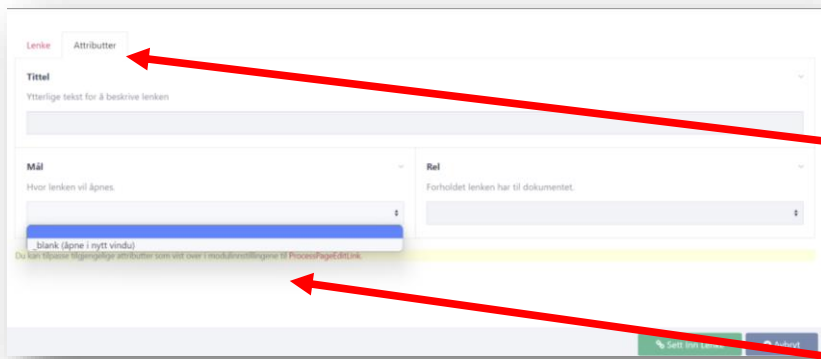 Lenke Attributter
Tittel
Ytterlige tekst for å beskrive lenken
Mål
Hvor lenken vil åpnes.
Rel
Forholdet lenken har til dokumentet.
_blank (åpne i nytt vindu)
Du kan tilpasse tilgjengelige attributter som vist over i modulinnstillingene til ProcessPageEditLink.
Sett Inn Lenke Avbryt